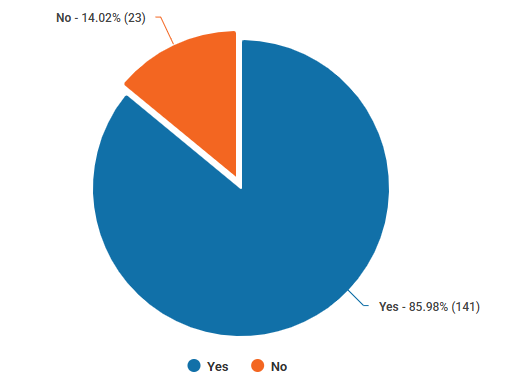 No - 14.02% (23)
Yes - 85.98% (141)
Yes No